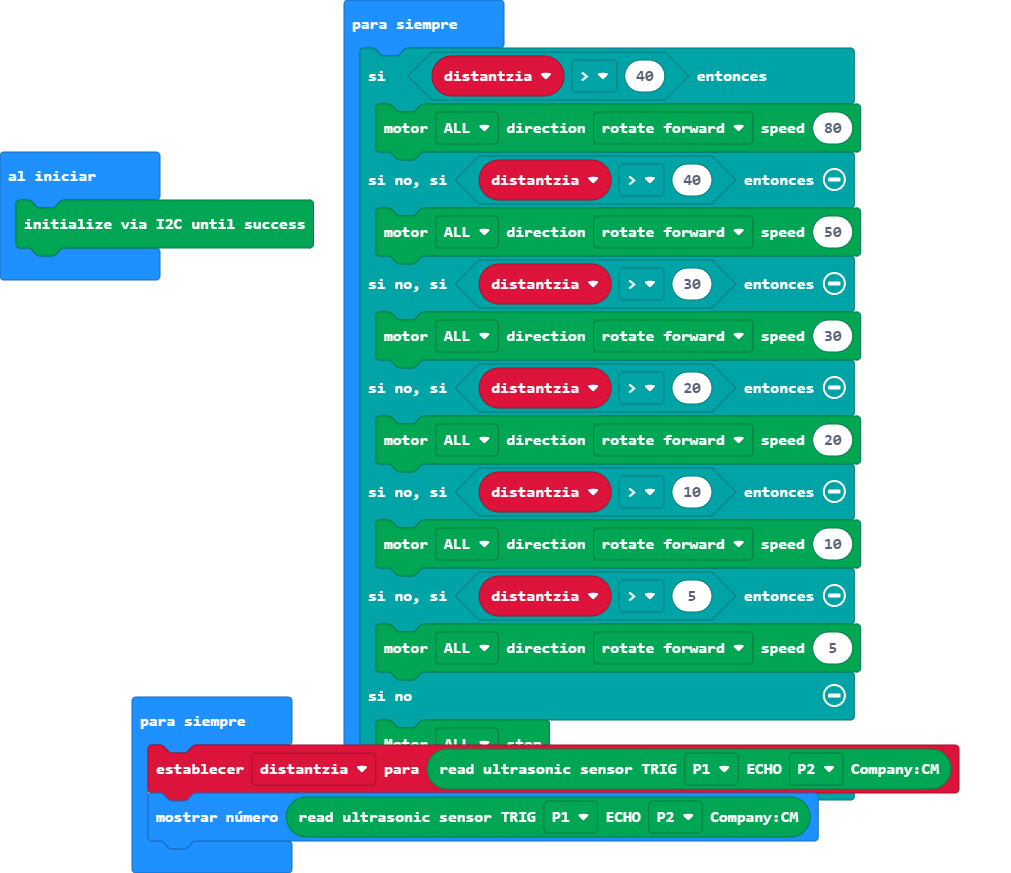 al iniciar
initialize via I2C until success
para siempre
si distantzia > 40 entonces
motor ALL direction rotate forward speed 80
si no, si distantzia > 40 entonces
motor ALL direction rotate forward speed 50
si no, si distantzia > 30 entonces
motor ALL direction rotate forward speed 30
si no, si distantzia > 20 entonces
motor ALL direction rotate forward speed 20
si no, si distantzia > 10 entonces
motor ALL direction rotate forward speed 10
si no, si distantzia > 5 entonces
motor ALL direction rotate forward speed 5
si no
Motor ALL stop
para siempre
establecer distantzia para read ultrasonic sensor TRIG P1 ECHO P2 Company:CM
mostrar número read ultrasonic sensor TRIG P1 ECHO P2 Company:CM